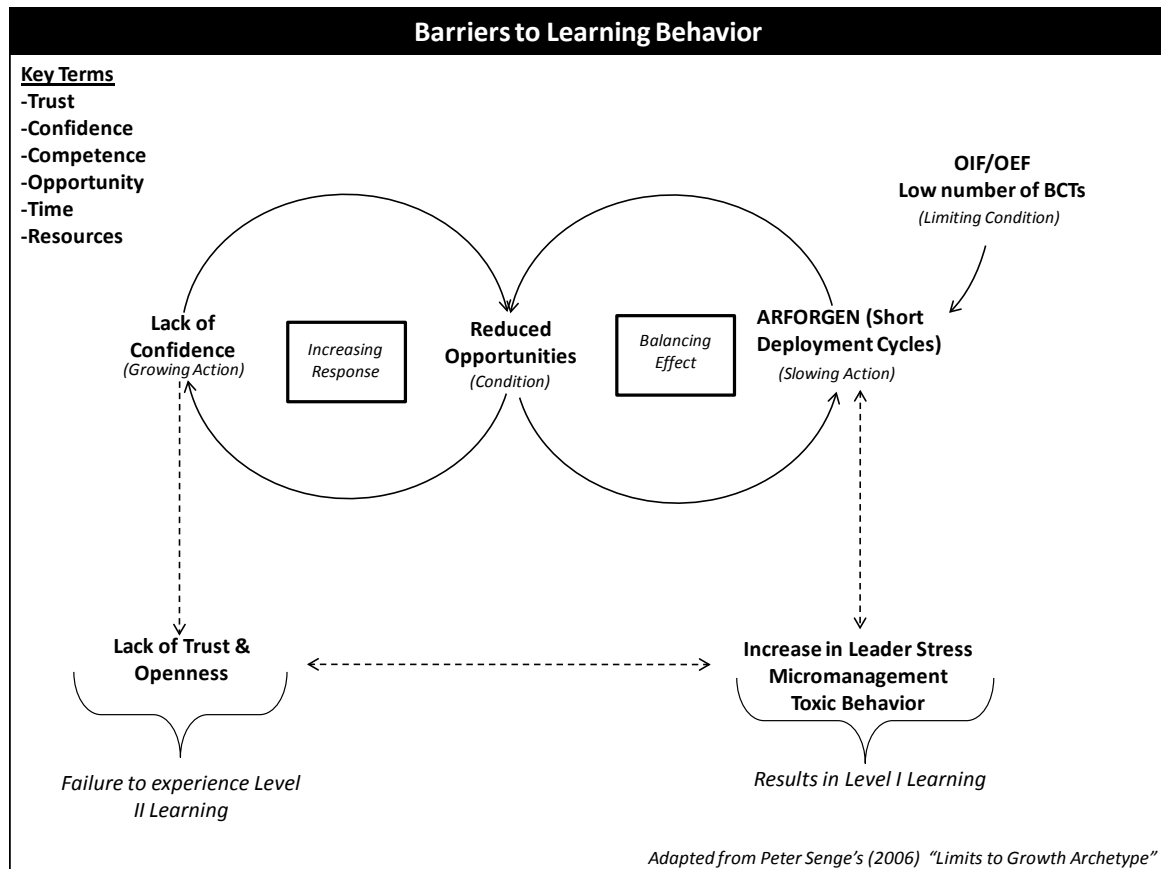 Barriers to Learning Behavior
Key Terms
-Trust
-Confidence
-Competence
-Opportunity
-Time
-Resources
OIF/OEF
Low number of BCTs
(Limiting Condition)
Lack of
Confidence
(Growing Action)
Increasing
Response
Reduced
Opportunities
(Condition)
Balancing
Effect
ARFORGEN (Short
Deployment Cycles)
(Slowing Action)
Lack of Trust &
Openness
Increase in Leader Stress
Micromanagement
Toxic Behavior
Failure to experience Level
II Learning
Results in Level I Learning
Adapted from Peter Senge's (2006) "Limits to Growth Archetype"